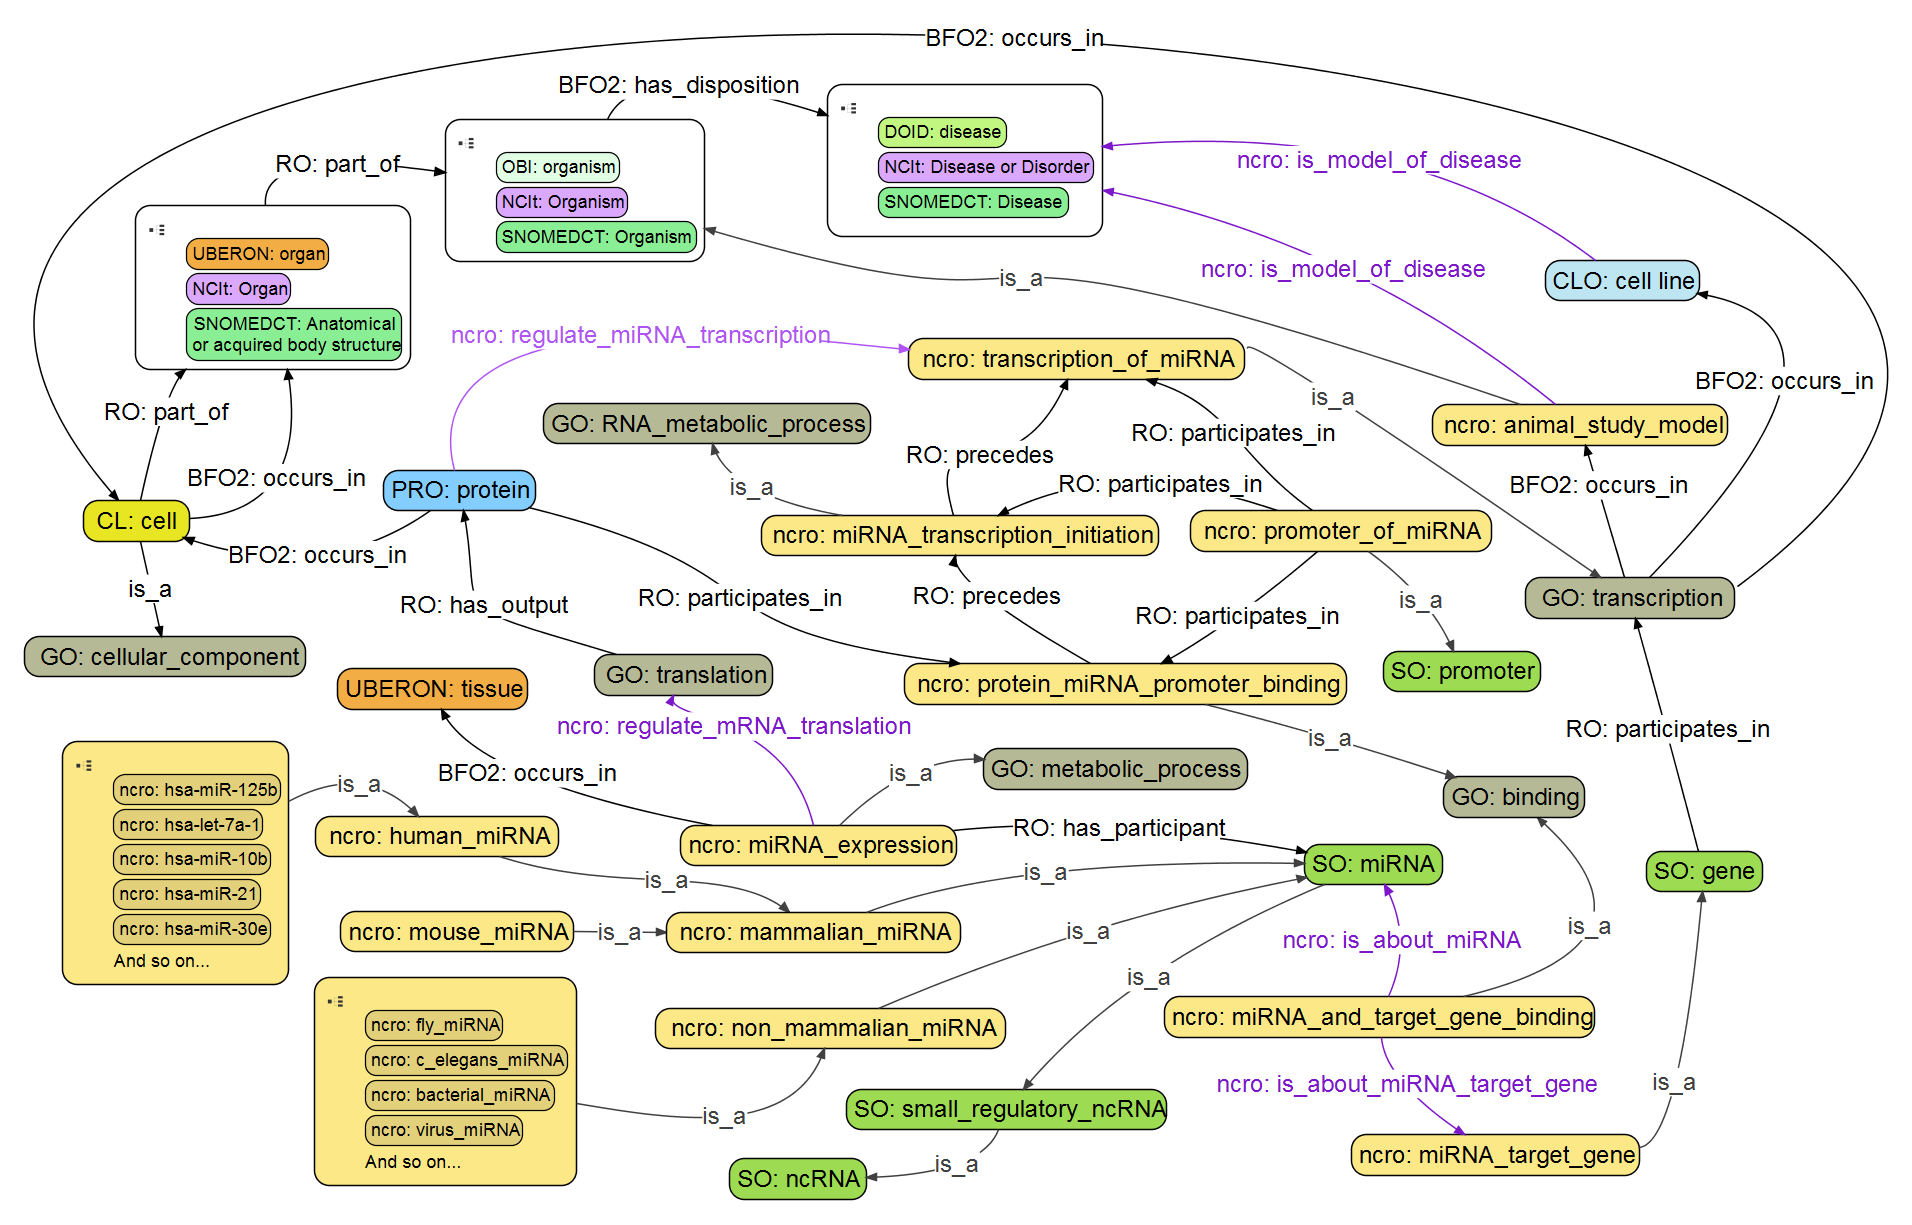 BFO2: occurs_in
BFO2: has_disposition
DOID: disease
NCIt: Disease or Disorder
SNOMEDCT: Disease
ncro: is_model_of_disease
RO: part_of
OBI: organism
NCIt: Organism
SNOMEDCT: Organism
UBERON: organ
NCIt: Organ
SNOMEDCT: Anatomical
or acquired body structure
ncro: is_model_of_disease
is_a
CLO: cell line
ncro: regulate_miRNA_transcription
ncro: transcription_of_miRNA
BFO2: occurs_in
is_a
RO: part_of
GO: RNA_metabolic_process
RO: participates_in
ncro: animal_study_model
RO: precedes
BFO2: occurs_in
PRO: protein
is_a
RO: participates_in
BFO2: occurs_in
CL: cell
ncro: miRNA_transcription_initiation
ncro: promoter_of_miRNA
BFO2: occurs_in
is_a
RO: has_output
RO: participates_in
RO: precedes
is_a
GO: transcription
RO: participates_in
GO: cellular_component
GO: translation
UBERON: tissue
ncro: protein_miRNA_promoter_binding
SO: promoter
ncro: regulate_mRNA_translation
is_a
RO: participates_in
BFO2: occurs_in
is_a
GO: metabolic_process
GO: binding
ncro: hsa-miR-125b
ncro: hsa-let-7a-1
ncro: hsa-miR-10b
ncro: hsa-miR-21
ncro: hsa-miR-30e
And so on...
is_a
ncro: human_miRNA
ncro: miRNA_expression
RO: has_participant
SO: miRNA
SO: gene
is_a
is_a
ncro: mouse_miRNA
is_a
ncro: mammalian_miRNA
is_a
ncro: is_about_miRNA
is_a
is_a
ncro: fly_miRNA
ncro: c_elegans_miRNA
ncro: bacterial_miRNA
ncro: virus_miRNA
And so on...
ncro: non_mammalian_miRNA
ncro: miRNA_and_target_gene_binding
is_a
ncro: is_about_miRNA_target_gene
is_a
SO: small_regulatory_ncRNA
is_a
SO: ncRNA
ncro: miRNA_target_gene